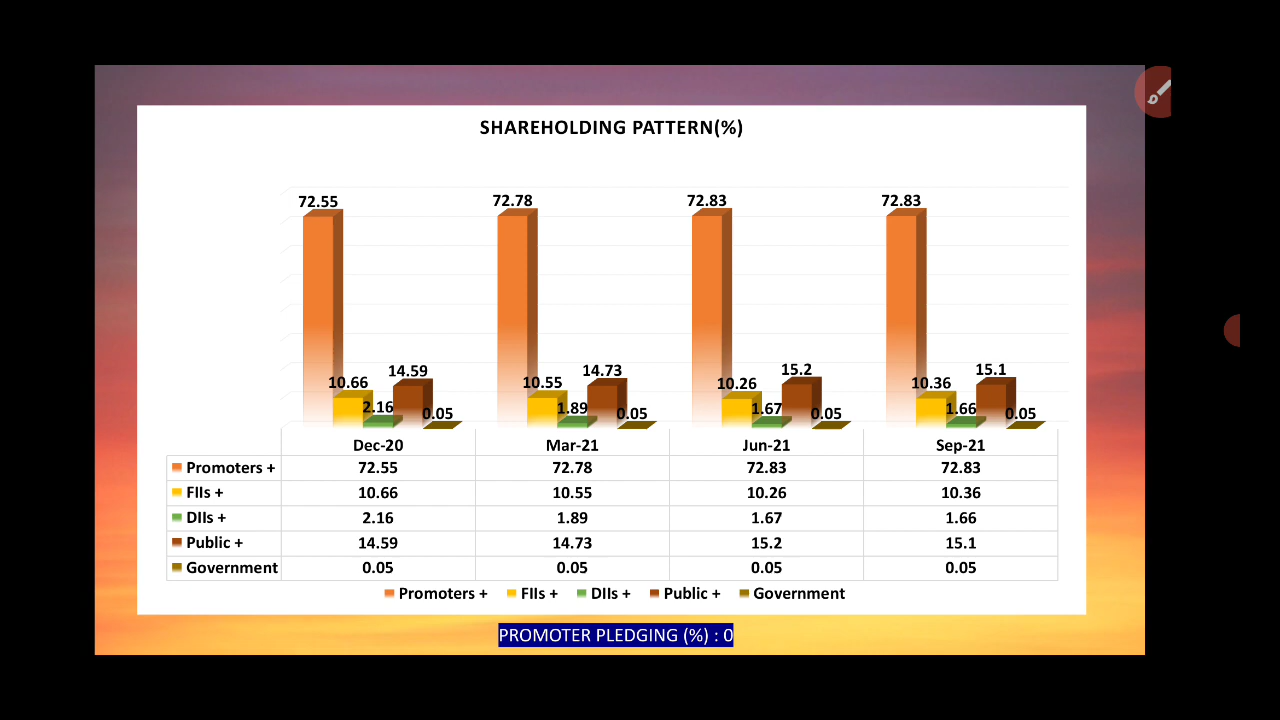 SHAREHOLDING PATTERN(%)
72.55 72.78 72.83 72.83
10.66 2.16 14.59 0.05 10.55 1.89 14.73 0.05 10.26 1.67 15.2 0.05 10.36 1.66 15.1 0.05
Dec-20 Mar-21 Jun-21 Sep-21
Promoters + 72.55 72.78 72.83 72.83
FIIs + 10.66 10.55 10.26 10.36
DIIs + 2.16 1.89 1.67 1.66
Public + 14.59 14.73 15.2 15.1
Government 0.05 0.05 0.05 0.05
Promoters + FIIs + DIIs + Public + Government
PROMOTER PLEDGING (%) : 0